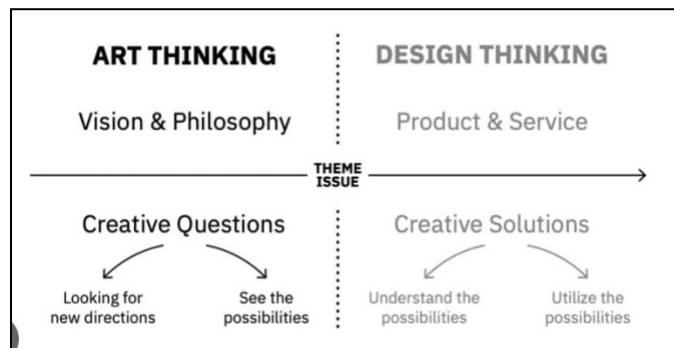 ART THINKING
DESIGN THINKING
Vision & Philosophy
Product & Service
THEME
ISSUE
Creative Questions
Creative Solutions
Looking for
new directions
See the
possibilities
Understand the
possibilities
Utilize the
possibilities